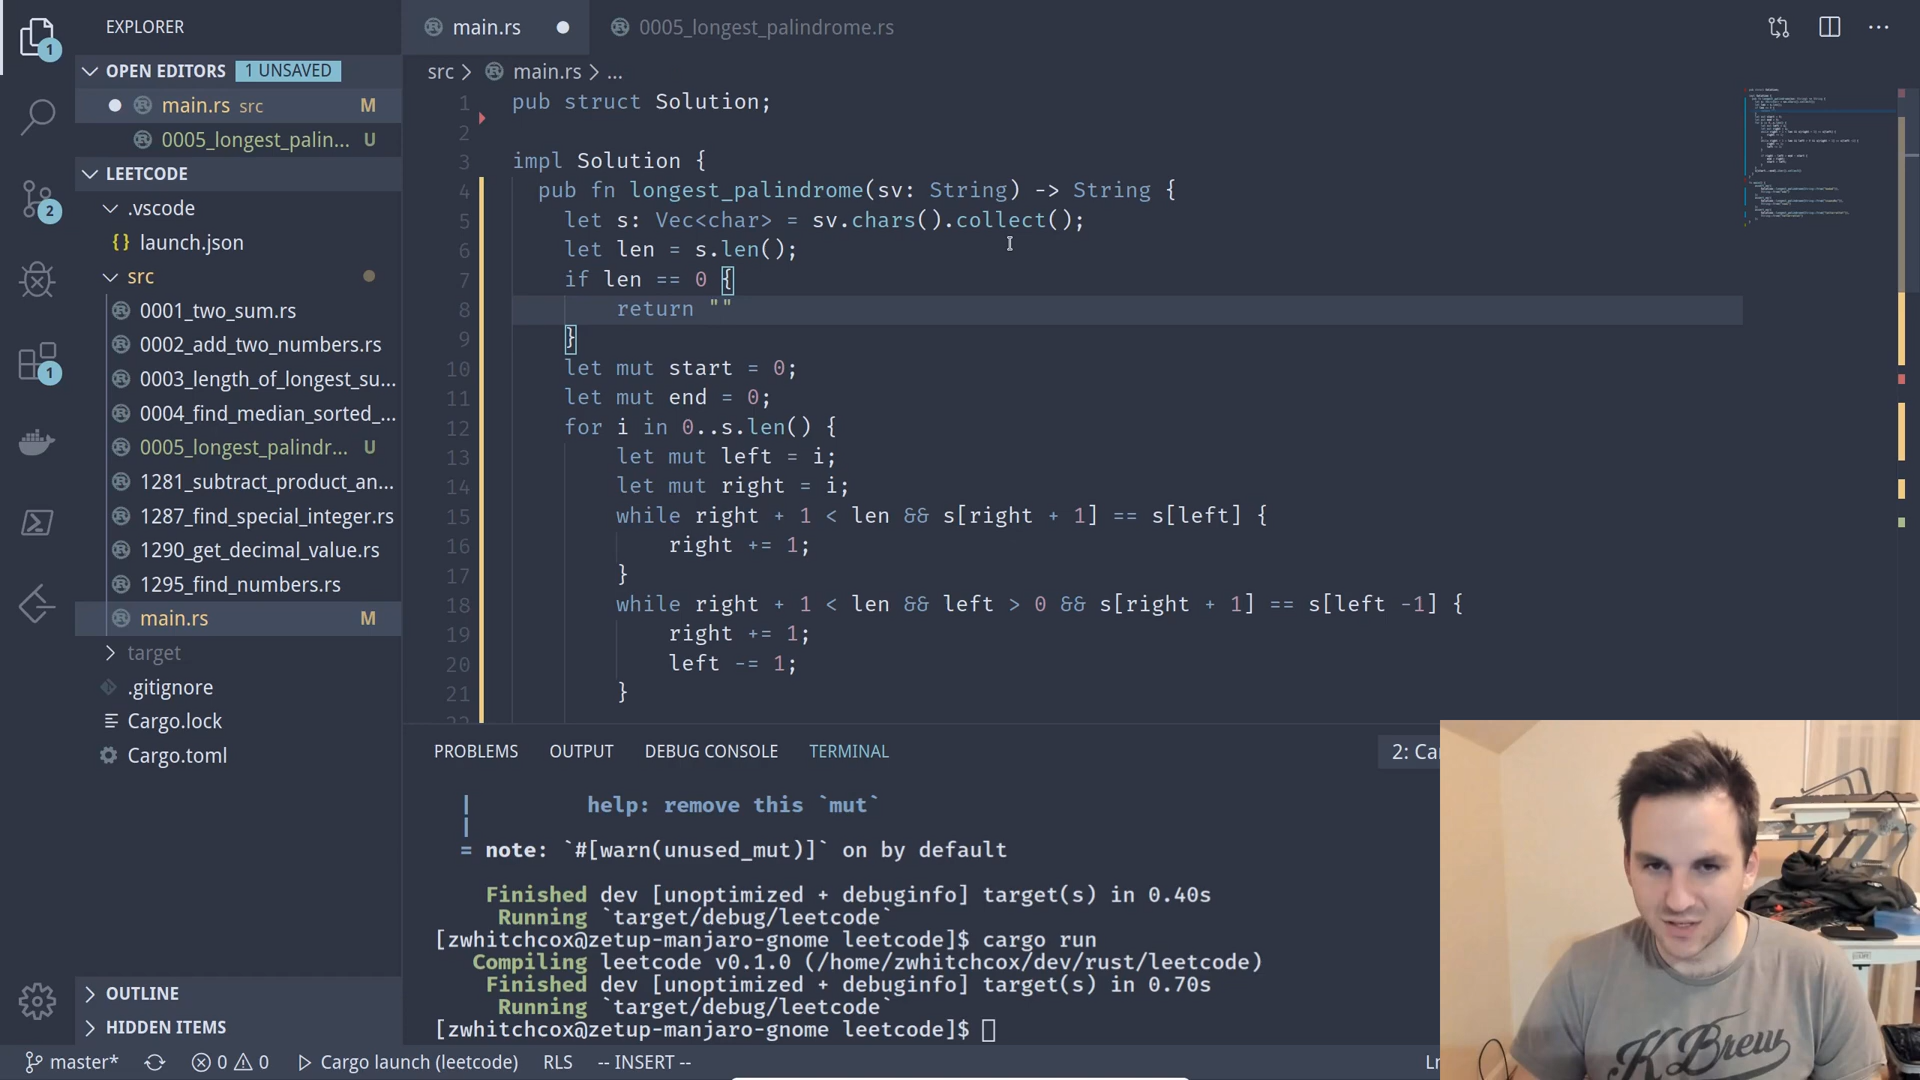 EXPLORER
OPEN EDITORS 1 UNSAVED
main.rs src M
0005_longest_palin... U
LEETCODE
.vscode
{} launch.json
src
0001_two_sum.rs
0002_add_two_numbers.rs
0003_length_of_longest_su...
0004_find_median_sorted_...
0005_longest_palindr... U
1281_subtract_product_an...
1287_find_special_integer.rs
1290_get_decimal_value.rs
1295_find_numbers.rs
main.rs M
target
.gitignore
Cargo.lock
Cargo.toml
OUTLINE
HIDDEN ITEMS
1
2
1
main.rs
0005_longest_palindrome.rs
src > main.rs > ...
1 pub struct Solution;
2
3 impl Solution {
4 pub fn longest_palindrome(sv: String) -> String {
5 let s: Vec<char> = sv.chars().collect();
6 let len = s.len();
7 if len == 0 {
8 return ""
9 }
10 let mut start = 0;
11 let mut end = 0;
12 for i in 0..s.len() {
13 let mut left = i;
14 let mut right = i;
15 while right + 1 < len && s[right + 1] == s[left] {
16 right += 1;
17 }
18 while right + 1 < len && left > 0 && s[right + 1] == s[left -1] {
19 right += 1;
20 left -= 1;
21 }
PROBLEMS OUTPUT DEBUG CONSOLE TERMINAL 2: Ca
| help: remove this `mut`
|
= note: `#[warn(unused_mut)]` on by default
Finished dev [unoptimized + debuginfo] target(s) in 0.40s
Running `target/debug/leetcode`
[zwhitchcox@zetup-manjaro-gnome leetcode]$ cargo run
Compiling leetcode v0.1.0 (/home/zwhitchcox/dev/rust/leetcode)
Finished dev [unoptimized + debuginfo] target(s) in 0.70s
Running `target/debug/leetcode`
[zwhitchcox@zetup-manjaro-gnome leetcode]$
master* 0 0 Cargo launch (leetcode) RLS -- INSERT -- Ln
K Brew